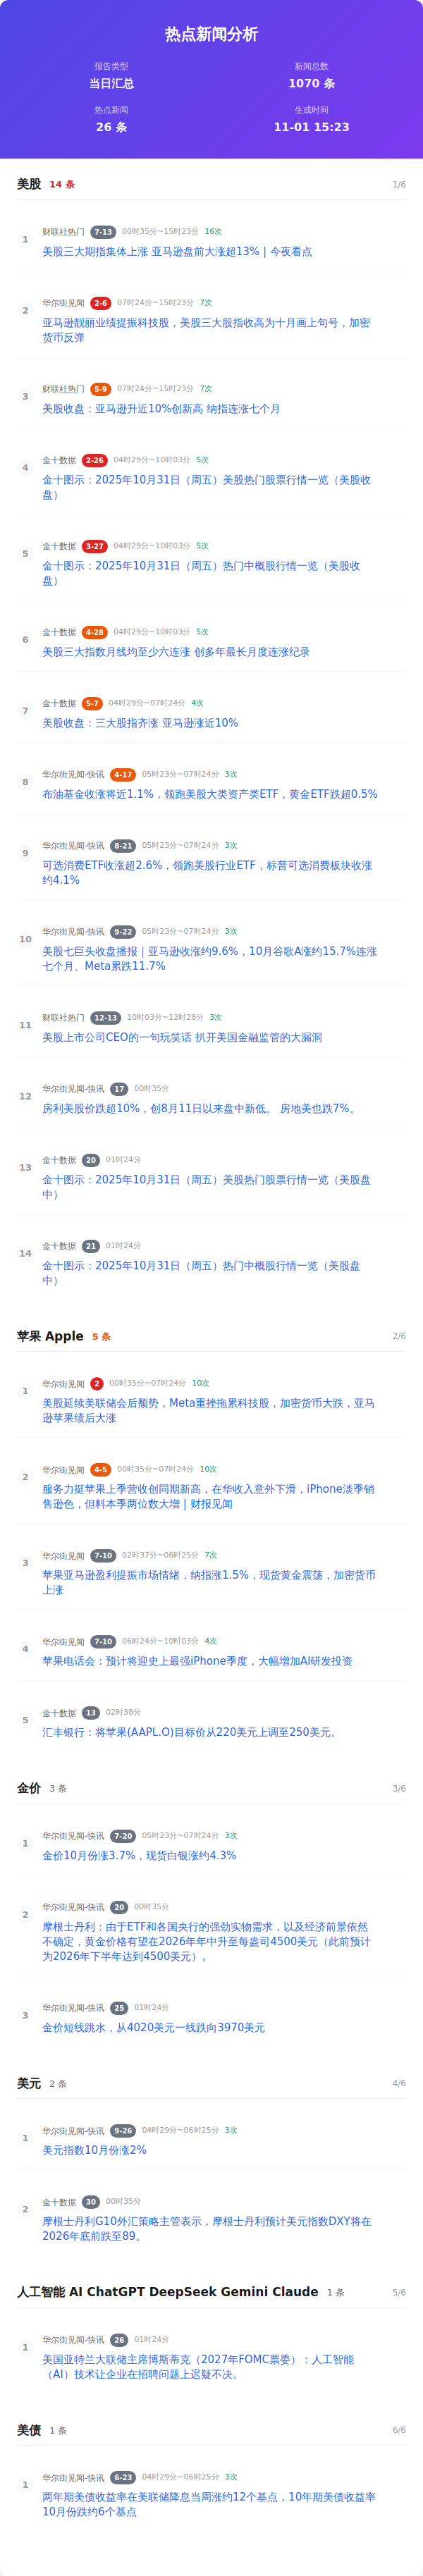 热点新闻分析
报告类型
新闻总数
当日汇总
1070 条
热点新闻
生成时间
26 条
11-01 15:23
美股 14 条 1/6
1
财联社热门 7-13 00时35分~15时23分 16次
美股三大期指集体上涨 亚马逊盘前大涨超13% | 今夜看点
2
华尔街见闻 2-6 07时24分~15时23分 7次
亚马逊靓丽业绩提振科技股，美股三大股指收高为十月画上句号，加密
货币反弹
3
财联社热门 5-9 07时24分~15时23分 7次
美股收盘：亚马逊升近10%创新高 纳指连涨七个月
4
金十数据 2-26 04时29分~10时03分 5次
金十图示：2025年10月31日（周五）美股热门股票行情一览（美股收
盘）
5
金十数据 3-27 04时29分~10时03分 5次
金十图示：2025年10月31日（周五）热门中概股行情一览（美股收
盘）
6
金十数据 4-28 04时29分~10时03分 5次
美股三大指数月线均至少六连涨 创多年最长月度连涨纪录
7
金十数据 5-7 04时29分~07时24分 4次
美股收盘：三大股指齐涨 亚马逊涨近10%
8
华尔街见闻-快讯 4-17 05时23分~07时24分 3次
布油基金收涨将近1.1%，领跑美股大类资产类ETF，黄金ETF跌超0.5%
9
华尔街见闻-快讯 8-21 05时23分~07时24分 3次
可选消费ETF收涨超2.6%，领跑美股行业ETF，标普可选消费板块收涨
约4.1%
10
华尔街见闻-快讯 9-22 05时23分~07时24分 3次
美股七巨头收盘播报｜亚马逊收涨约9.6%，10月谷歌A涨约15.7%连涨
七个月、Meta累跌11.7%
11
财联社热门 12-13 10时03分~12时28分 3次
美股上市公司CEO的一句玩笑话 扒开美国金融监管的大漏洞
12
华尔街见闻-快讯 17 00时35分
房利美股价跌超10%，创8月11日以来盘中新低。 房地美也跌7%。
13
金十数据 20 01时24分
金十图示：2025年10月31日（周五）美股热门股票行情一览（美股盘
中）
14
金十数据 21 01时24分
金十图示：2025年10月31日（周五）热门中概股行情一览（美股盘
中）
苹果 Apple 5 条 2/6
1
华尔街见闻 2 00时35分~07时24分 10次
美股延续美联储会后颓势，Meta重挫拖累科技股，加密货币大跌，亚马
逊苹果绩后大涨
2
华尔街见闻 4-5 00时35分~07时24分 10次
服务力挺苹果上季营收创同期新高，在华收入意外下滑，iPhone淡季销
售逊色，但料本季两位数大增 | 财报见闻
3
华尔街见闻 7-10 02时37分~06时25分 7次
苹果亚马逊盈利提振市场情绪，纳指涨1.5%，现货黄金震荡，加密货币
上涨
4
华尔街见闻 7-10 06时24分~10时03分 4次
苹果电话会：预计将迎史上最强iPhone季度，大幅增加AI研发投资
5
金十数据 13 02时38分
汇丰银行：将苹果(AAPL.O)目标价从220美元上调至250美元。
金价 3 条 3/6
1
华尔街见闻-快讯 7-20 05时23分~07时24分 3次
金价10月份涨3.7%，现货白银涨约4.3%
2
华尔街见闻-快讯 20 00时35分
摩根士丹利：由于ETF和各国央行的强劲实物需求，以及经济前景依然
不确定，黄金价格有望在2026年年中升至每盎司4500美元（此前预计
为2026年下半年达到4500美元）。
3
华尔街见闻-快讯 25 01时24分
金价短线跳水，从4020美元一线跌向3970美元
美元 2 条 4/6
1
华尔街见闻-快讯 9-26 04时29分~06时25分 3次
美元指数10月份涨2%
2
金十数据 30 00时35分
摩根士丹利G10外汇策略主管表示，摩根士丹利预计美元指数DXY将在
2026年底前跌至89。
人工智能 AI ChatGPT DeepSeek Gemini Claude 1 条 5/6
1
华尔街见闻-快讯 26 01时24分
美国亚特兰大联储主席博斯蒂克（2027年FOMC票委）：人工智能
（AI）技术让企业在招聘问题上迟疑不决。
美债 1 条 6/6
1
华尔街见闻-快讯 6-23 04时29分~06时25分 3次
两年期美债收益率在美联储降息当周涨约12个基点，10年期美债收益率
10月份跌约6个基点